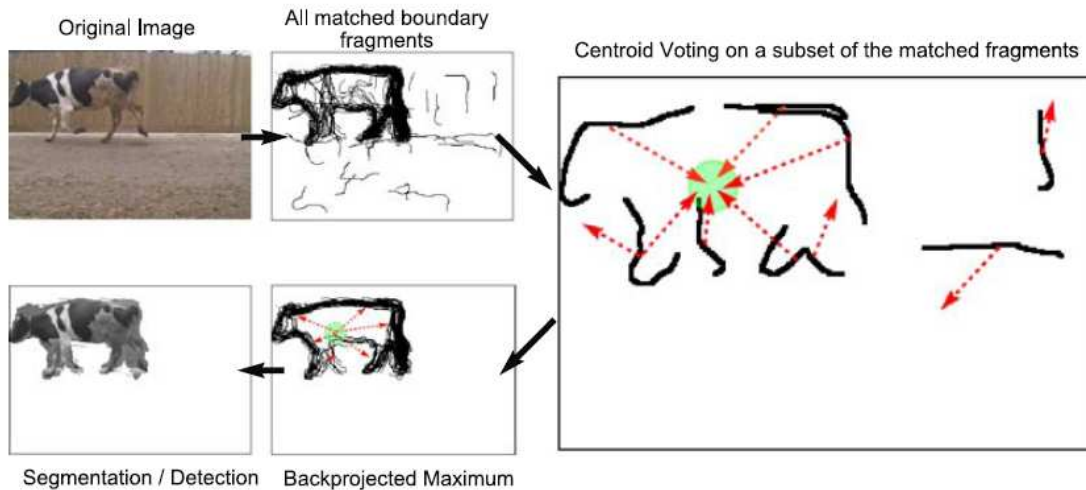 Original Image
All matched boundary
fragments
Centroid Voting on a subset of the matched fragments
Segmentation / Detection
Backprojected Maximum